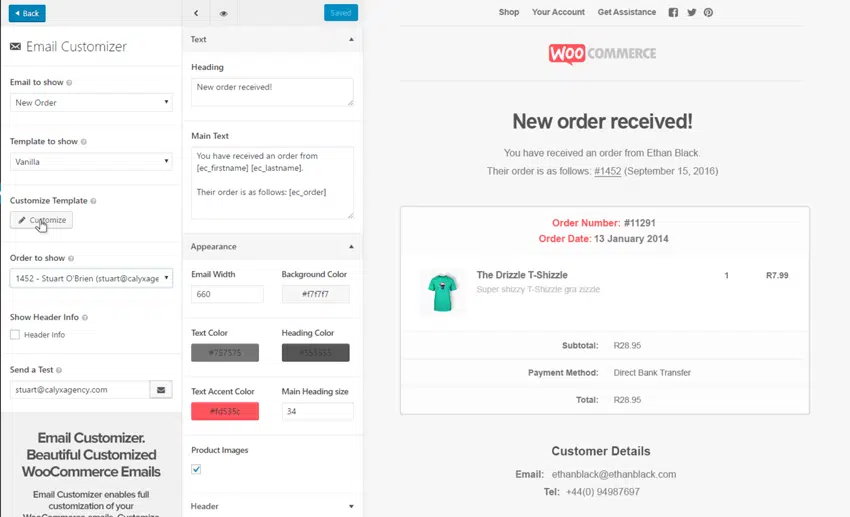 Back
Email Customizer
Email to show
New Order
Template to show
Vanilla
Customize Template
Customize
Order to show
1452 - Stuart O'Brien (stuart@calyxage
Show Header Info
Header Info
Send a Test
stuart@calyxagency.com
Email Customizer.
Beautiful Customized
WooCommerce Emails
Email Customizer enables full
customization of your
WooCommerce emails. Customize
Saved
Text
Heading
New order received!
Main Text
You have received an order from
[ec_firstname] [ec_lastname].
Their order is as follows: [ec_order]
Appearance
Email Width
Background Color
660
#f7f7f7
Text Color
Heading Color
#757575
#555555
Text Accent Color
Main Heading size
#fd535c
34
Product Images
Header
Shop Your Account Get Assistance
WOO COMMERCE
New order received!
You have received an order from Ethan Black
Their order is as follows: #1452 (September 15, 2016)
Order Number: #11291
Order Date: 13 January 2014
The Drizzle T-Shizzle 1 R7.99
Super shizzy T-Shizzle gra zizzle
Subtotal: R28.95
Payment Method: Direct Bank Transfer
Total: R28.95
Customer Details
Email: ethanblack@ethanblack.com
Tel: +44(0) 94987697